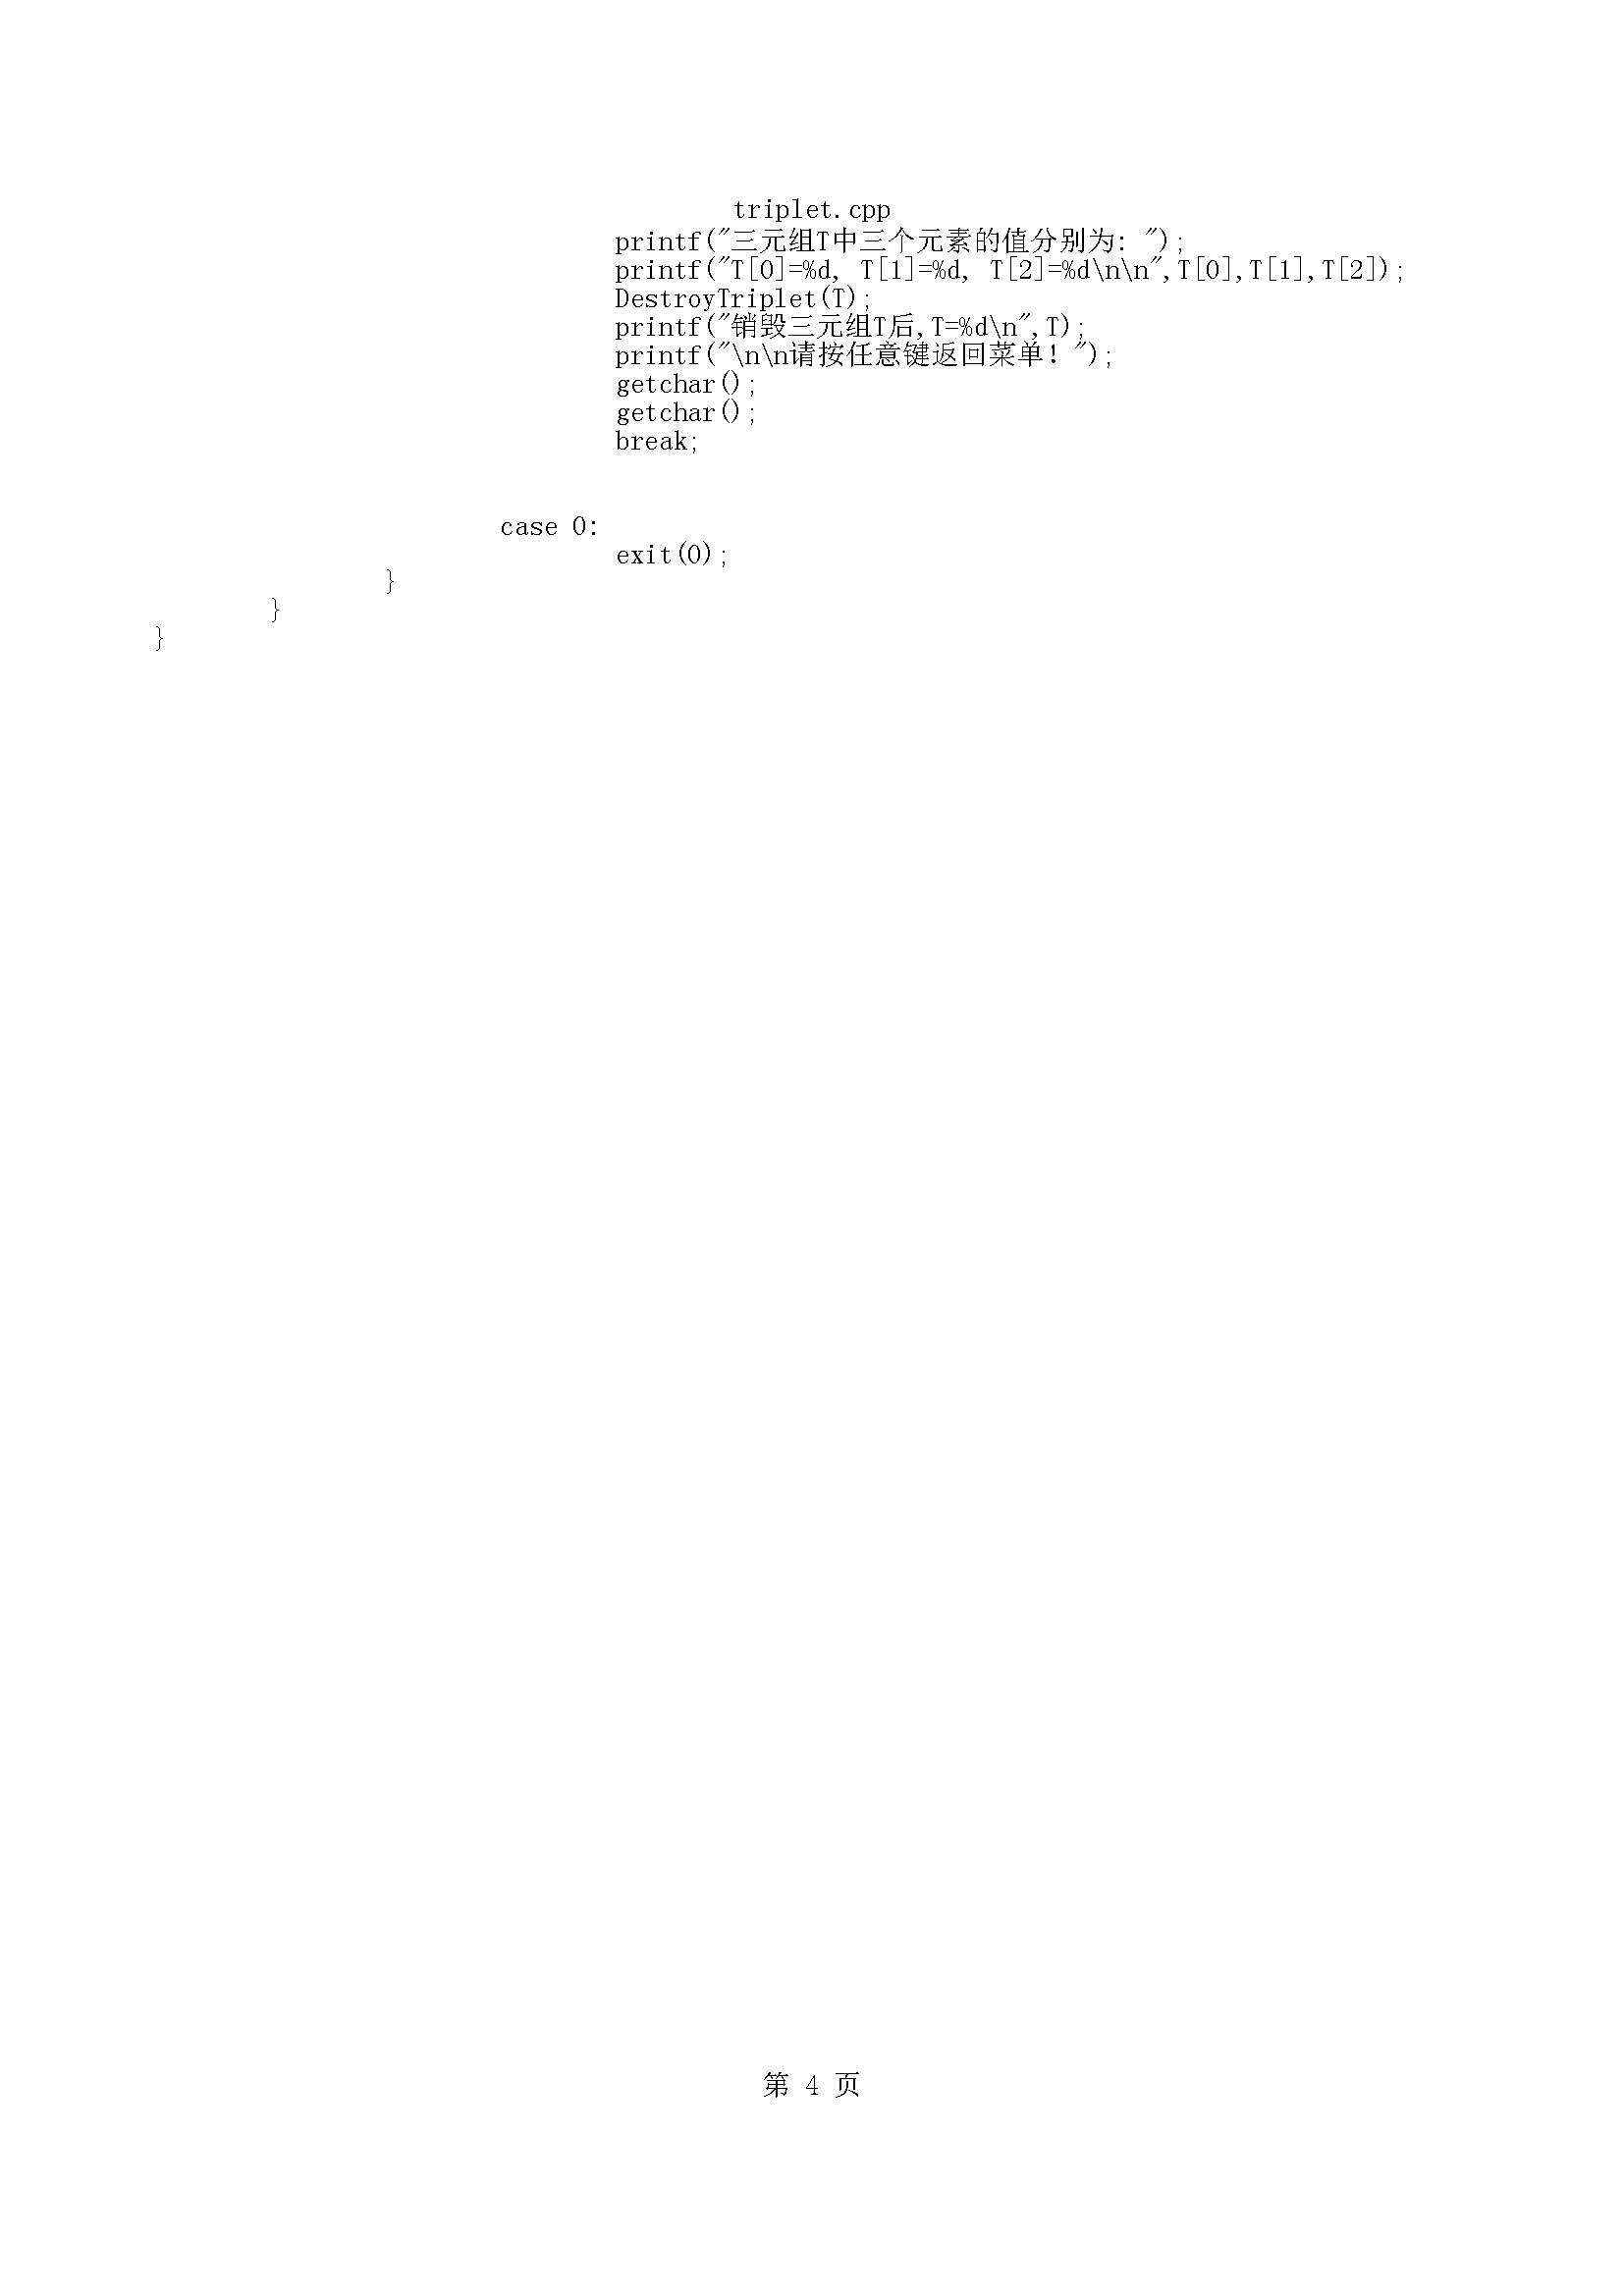 triplet.cpp
printf("三元组T中三个元素的值分别为: ");
printf("T[0]=%d, T[1]=%d, T[2]=%d\n\n",T[0],T[1],T[2]);
DestroyTriplet(T);
printf("销毁三元组T后,T=%d\n",T);
printf("\n\n请按任意键返回菜单! ");
getchar();
getchar();
break;
case 0:
exit(0);
}
}
}
第 4 页